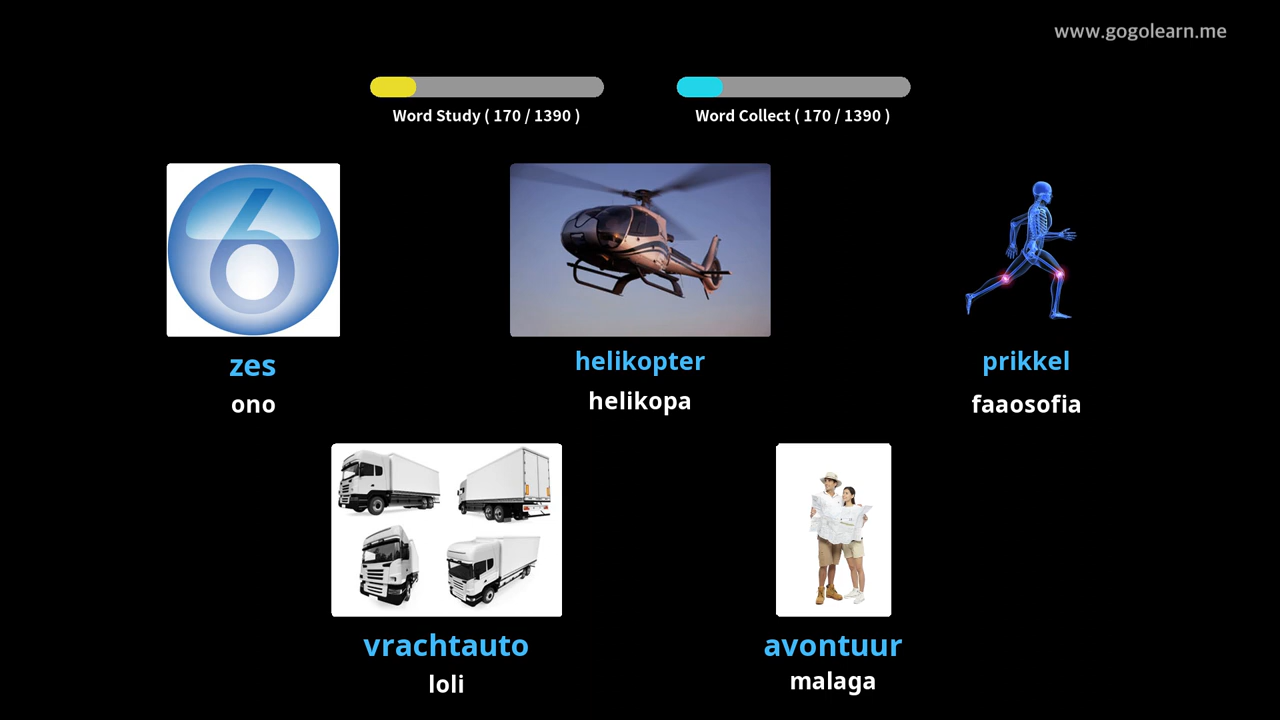 www.gogolearn.me
Word Study ( 170 / 1390 )
Word Collect ( 170 / 1390 )
6
zes
helikopter
prikkel
ono
helikopa
faaosofia
vrachtauto
avontuur
loli
malaga